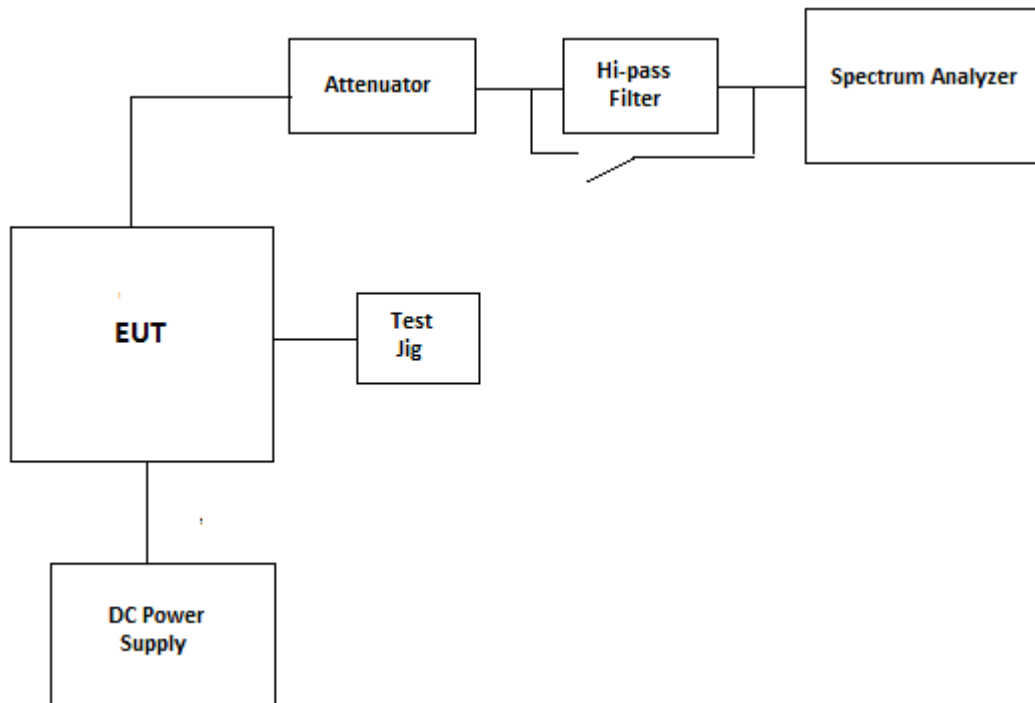 Attenuator
Hi-pass
Filter
Spectrum Analyzer
EUT
Test
Jig
DC Power
Supply